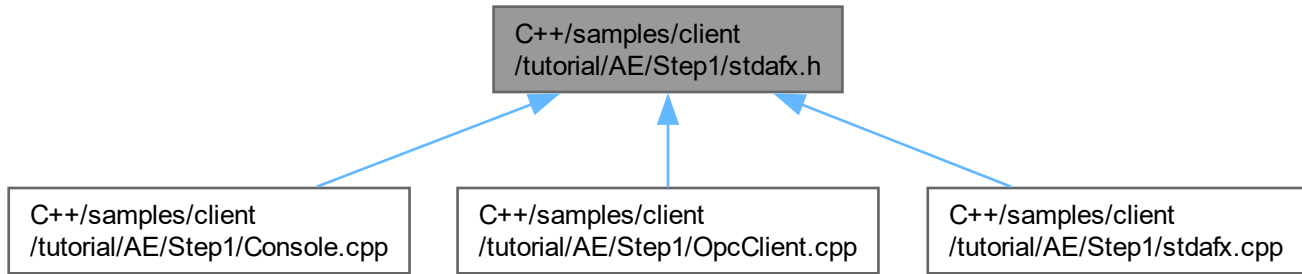 C++/samples/client
/tutorial/AE/Step1/stdafx.h
C++/samples/client
/tutorial/AE/Step1/Console.cpp
C++/samples/client
/tutorial/AE/Step1/OpcClient.cpp
C++/samples/client
/tutorial/AE/Step1/stdafx.cpp